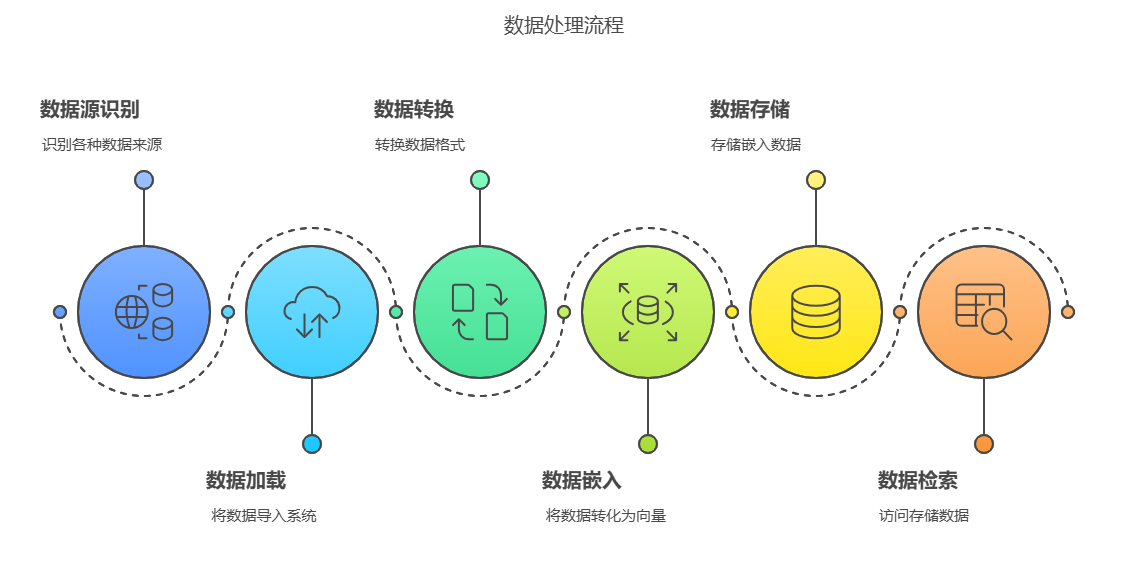 数据处理流程
数据源识别
识别各种数据来源
数据转换
转换数据格式
数据存储
存储嵌入数据
数据加载
将数据导入系统
数据嵌入
将数据转化为向量
数据检索
访问存储数据